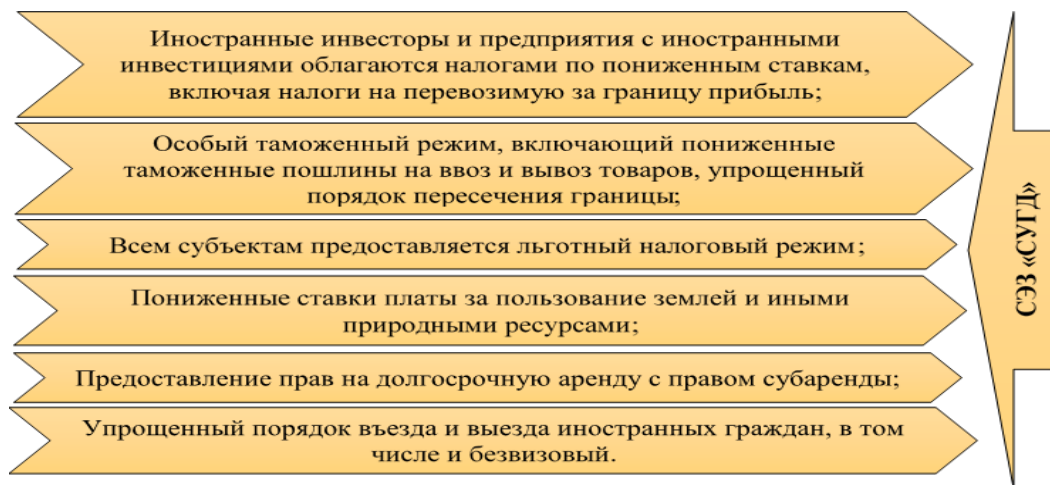 Иностранные инвесторы и предприятия с иностранными
инвестициями облагаются налогами по пониженным ставкам,
включая налоги на перевозимую за границу прибыль;
Особый таможенный режим, включающий пониженные
таможенные пошлины на ввоз и вывоз товаров, упрощенный
порядок пересечения границы;
Всем субъектам предоставляется льготный налоговый режим;
Пониженные ставки платы за пользование землей и иными
природными ресурсами;
Предоставление прав на долгосрочную аренду с правом субаренды;
Упрощенный порядок въезда и выезда иностранных граждан, в том
числе и безвизовый.
СЭЗ «СУГД»